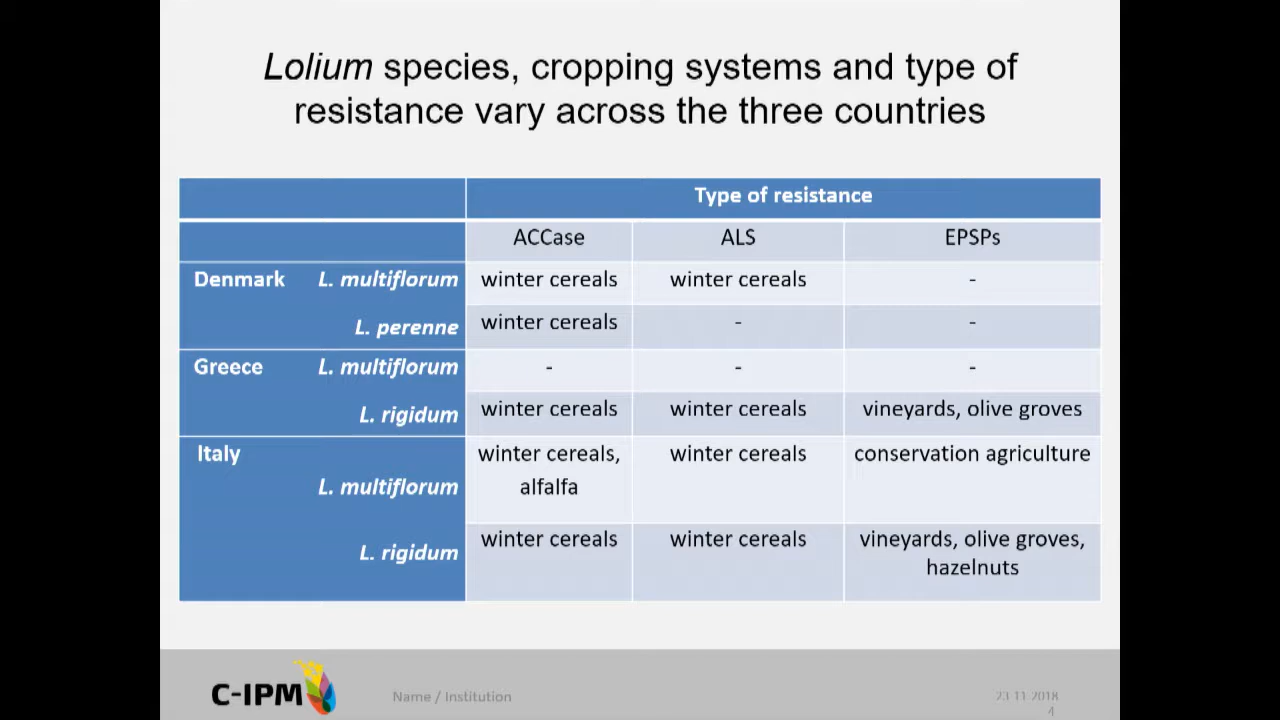 Lolium species, cropping systems and type of
resistance vary across the three countries
Type of resistance
ACCase ALS EPSPs
Denmark L. multiflorum winter cereals winter cereals -
L. perenne winter cereals - -
Greece L. multiflorum - - -
L. rigidum winter cereals winter cereals vineyards, olive groves
Italy winter cereals, winter cereals conservation agriculture
L. multiflorum alfalfa
winter cereals winter cereals vineyards, olive groves,
L. rigidum hazelnuts
C-IPM Name / Institution 23-11-2018
4